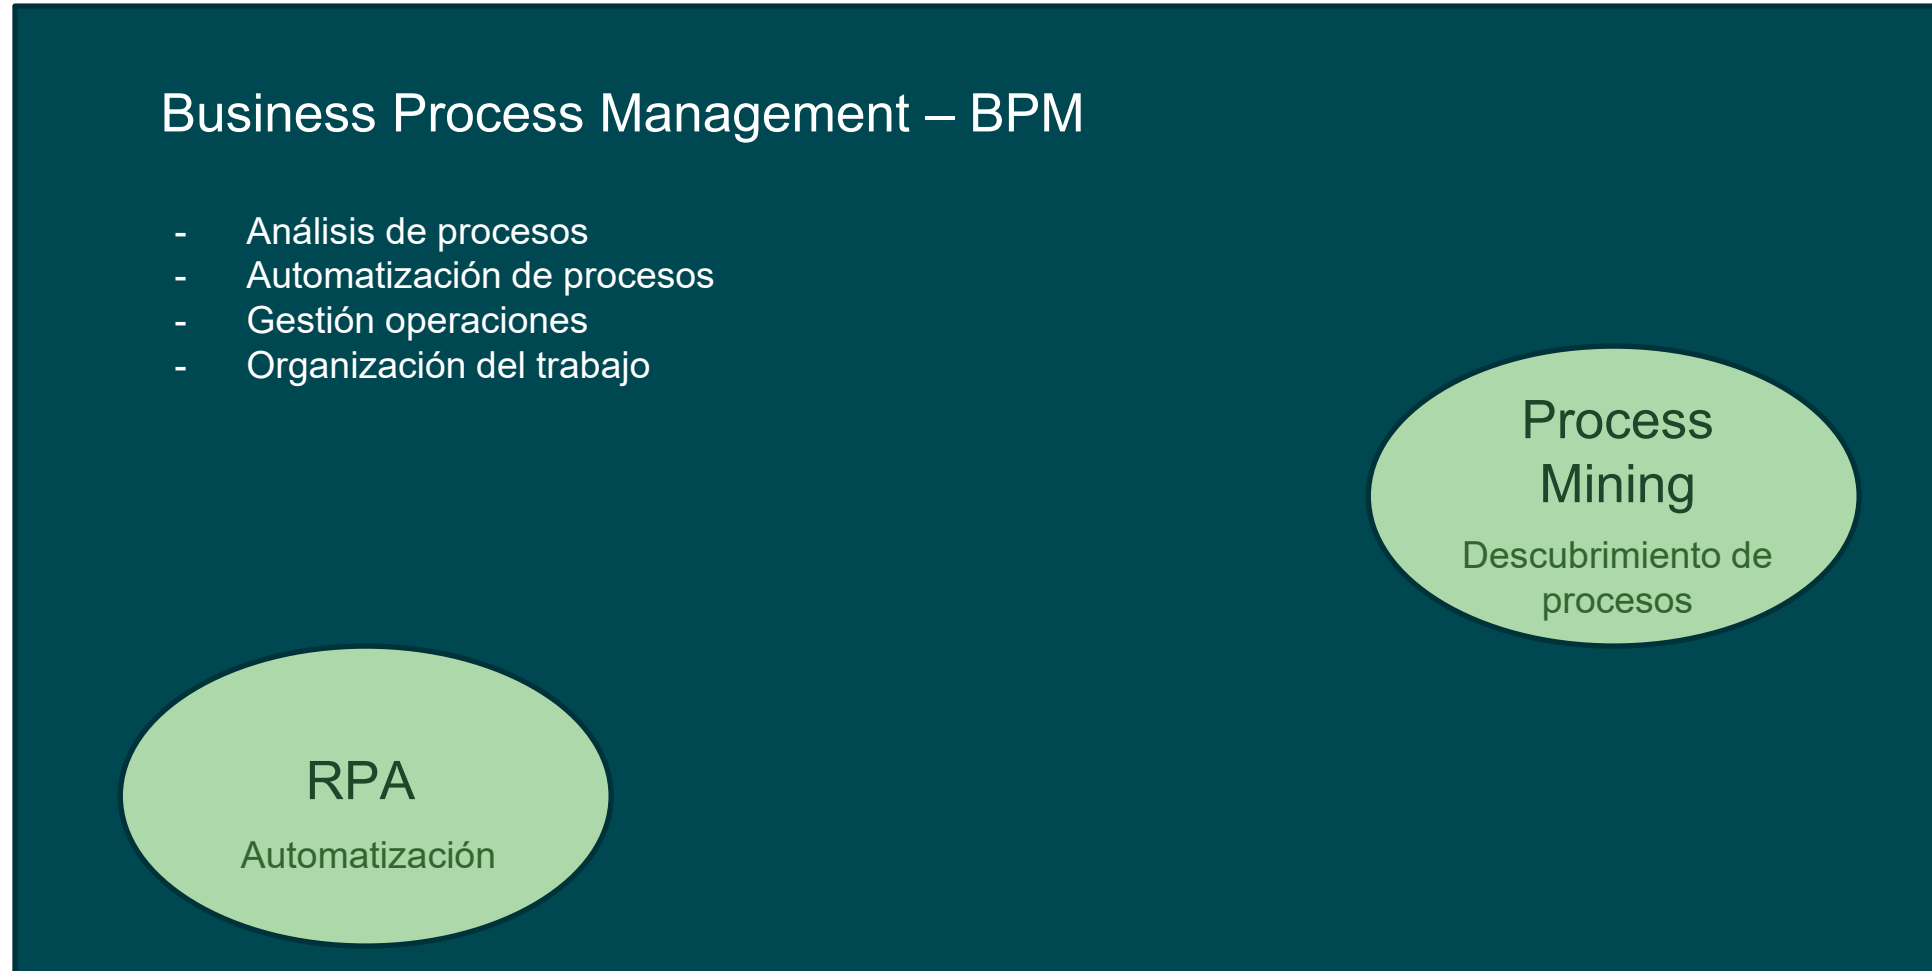 Business Process Management – BPM
- Análisis de procesos
- Automatización de procesos
- Gestión operaciones
- Organización del trabajo
Process
Mining
Descubrimiento de
procesos
RPA
Automatización